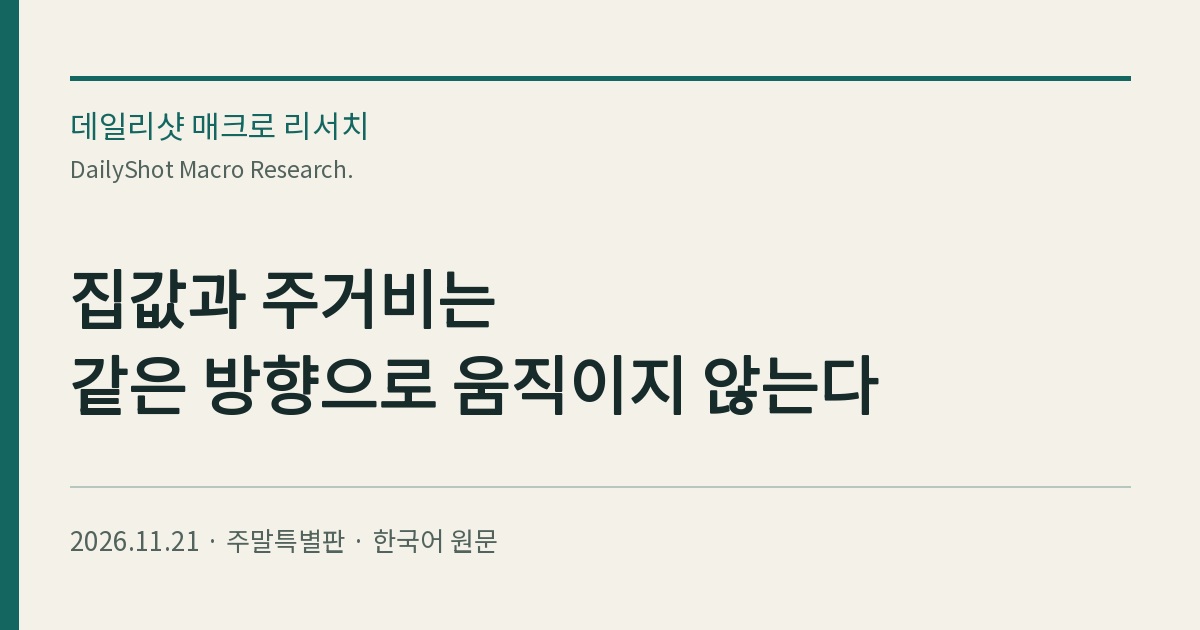 데일리샷 매크로 리서치
DailyShot Macro Research.
집값과 주거비는
같은 방향으로 움직이지 않는다
2026.11.21 · 주말특별판 · 한국어 원문